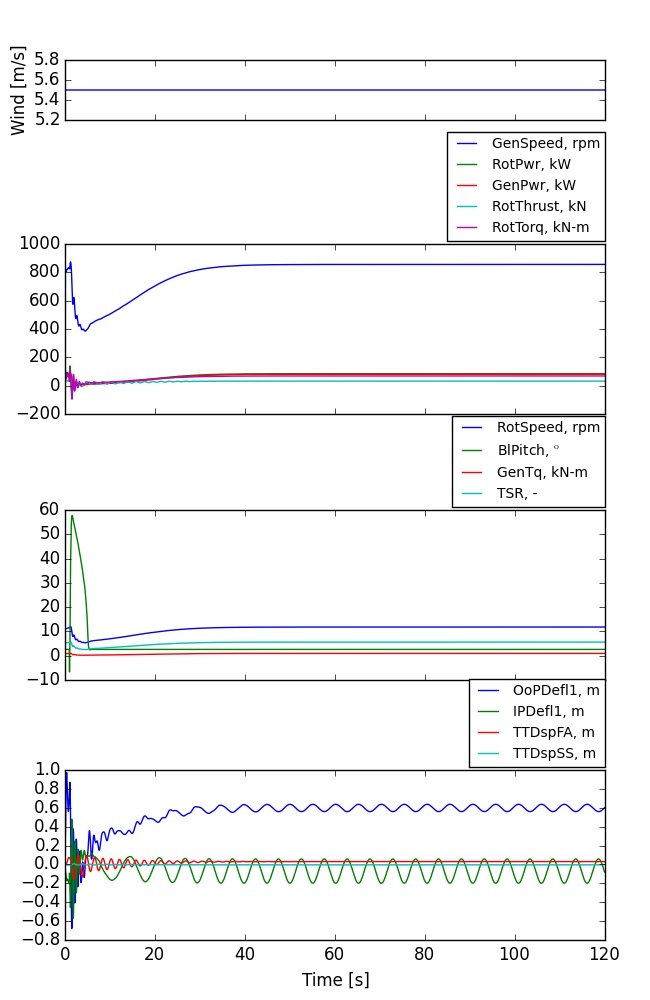 Wind [m/s]
5.8
5.6
5.4
5.2
GenSpeed, rpm
RotPwr, kW
GenPwr, kW
RotThrust, kN
RotTorq, kN-m
1000
800
600
400
200
0
−200
RotSpeed, rpm
BlPitch, °
GenTq, kN-m
TSR, -
60
50
40
30
20
10
0
−10
OoPDefl1, m
IPDefl1, m
TTDspFA, m
TTDspSS, m
1.0
0.8
0.6
0.4
0.2
0.0
−0.2
−0.4
−0.6
−0.8
0 20 40 60 80 100 120
Time [s]